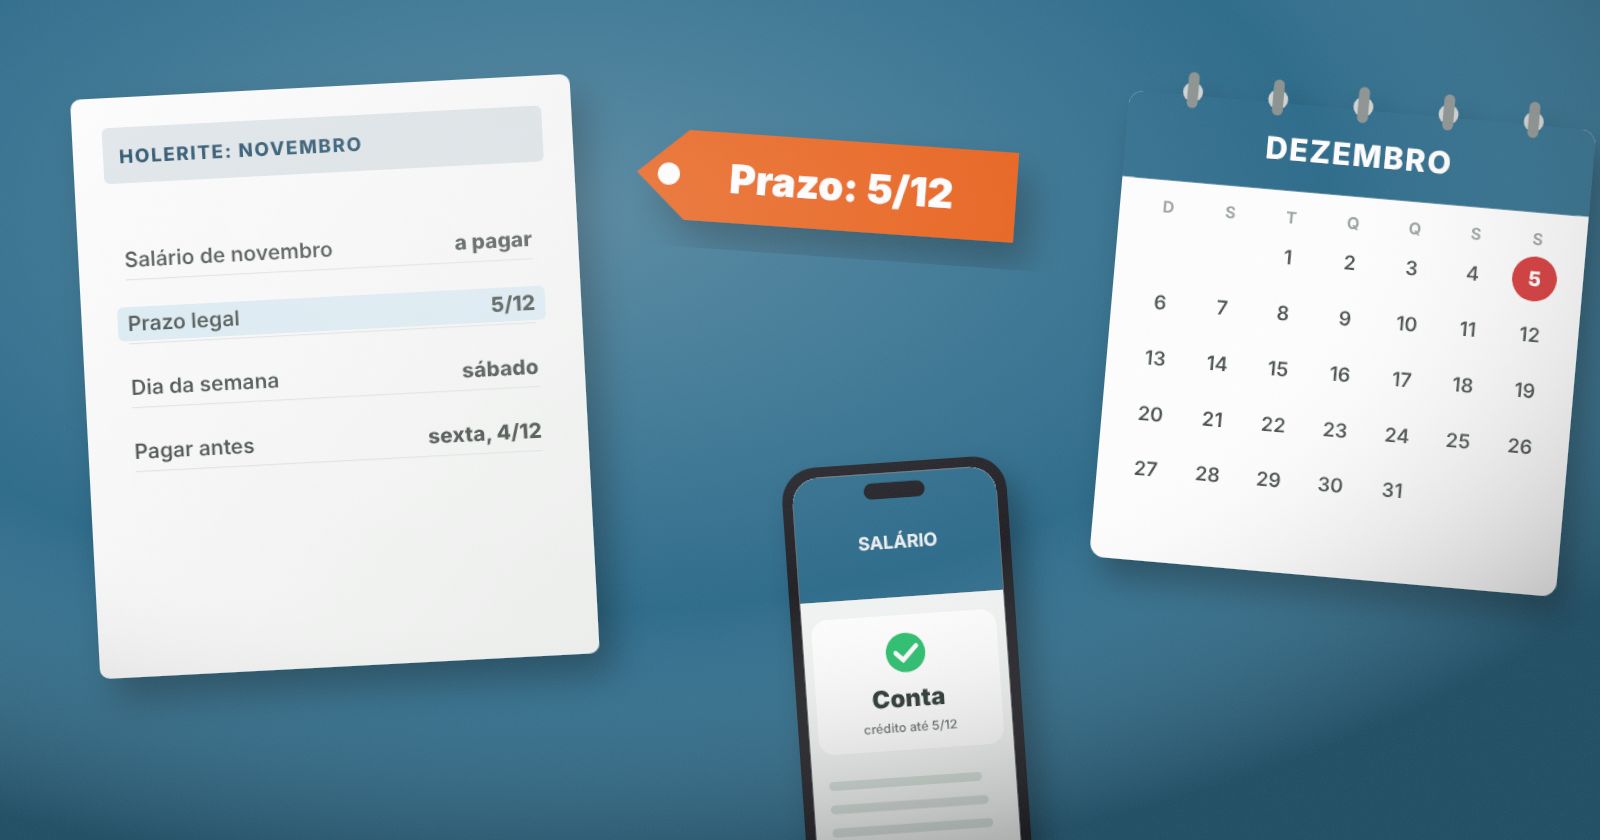 HOLERITE: NOVEMBRO
Salário de novembro a pagar
Prazo legal 5/12
Dia da semana sábado
Pagar antes sexta, 4/12
Prazo: 5/12
SALÁRIO
Conta
crédito até 5/12
DEZEMBRO
D S T Q Q S S
1 2 3 4 5
6 7 8 9 10 11 12
13 14 15 16 17 18 19
20 21 22 23 24 25 26
27 28 29 30 31